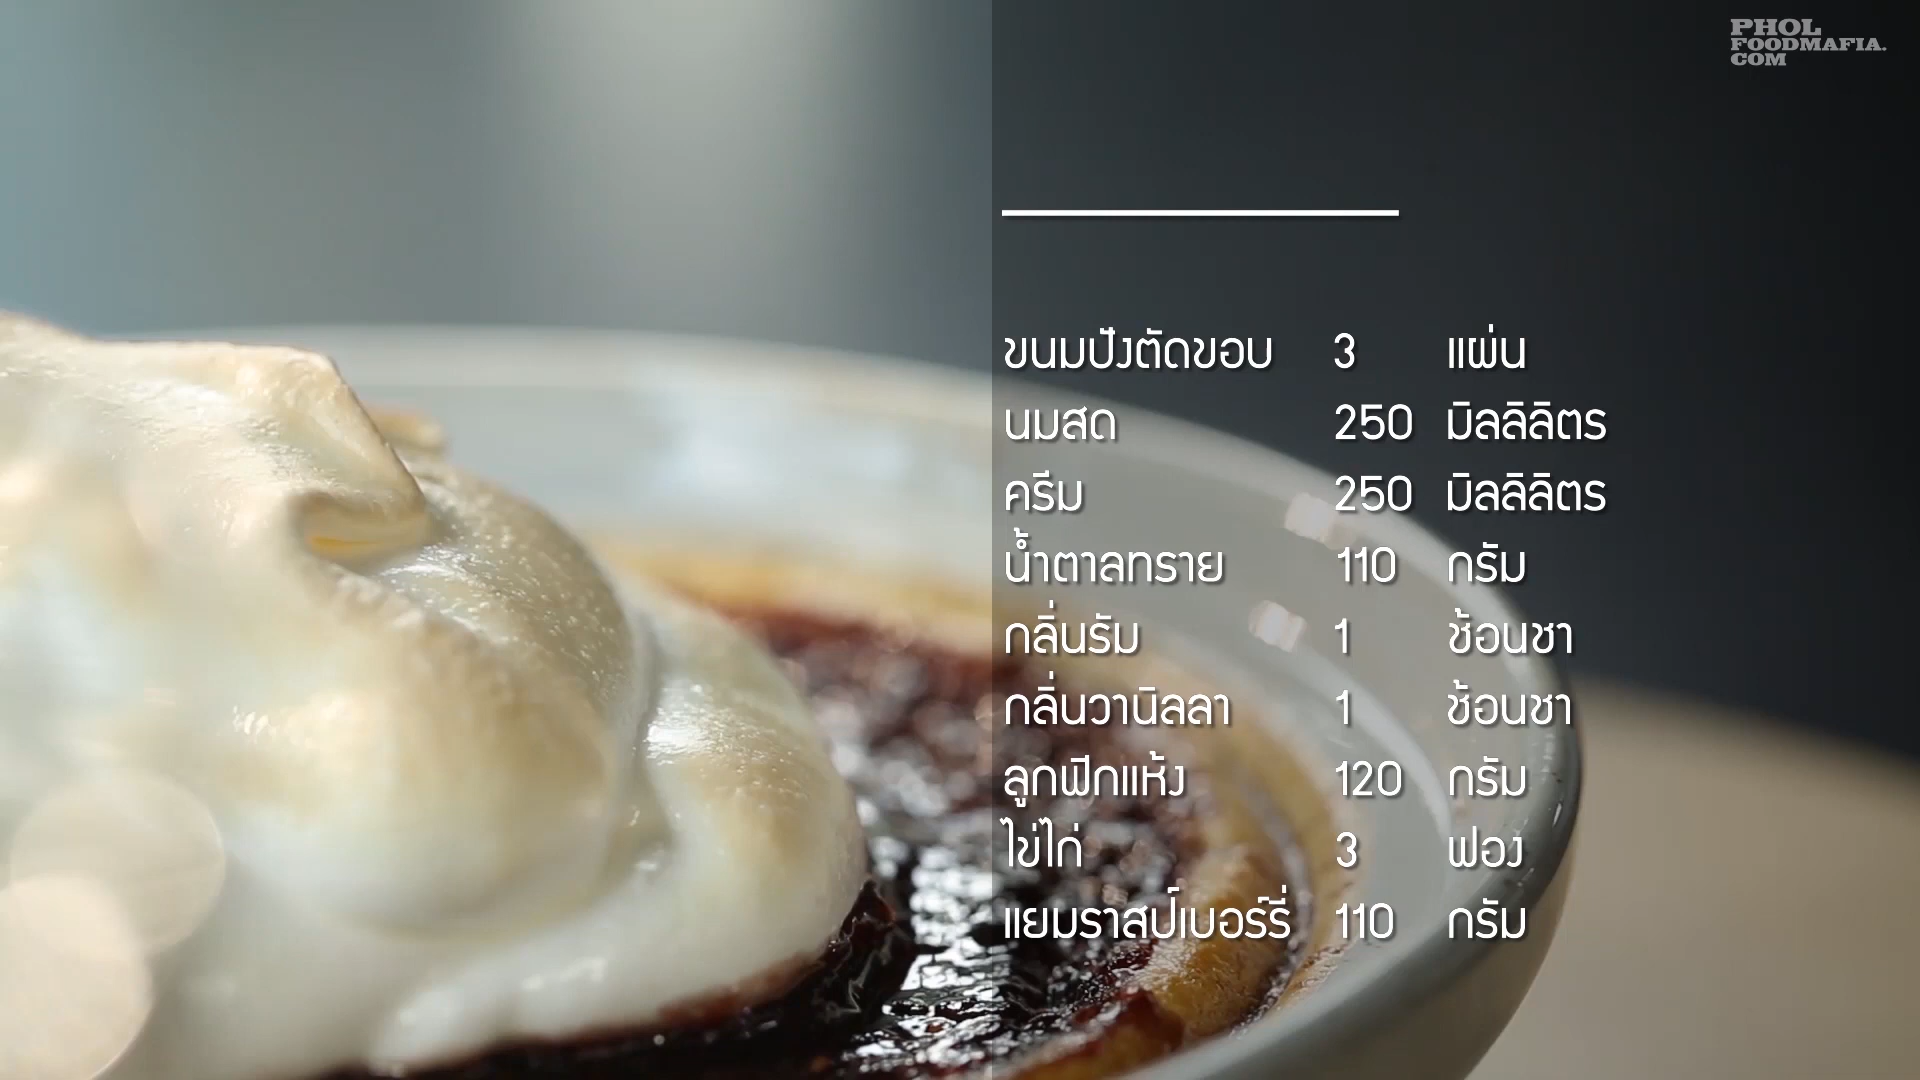 PHOL
FOODMAFIA.
COM
ขนมปังตัดขอบ 3 แผ่น
นมสด 250 มิลลิลิตร
ครีม 250 มิลลิลิตร
น้ำตาลทราย 110 กรัม
กลิ่นรัม 1 ช้อนชา
กลิ่นวานิลลา 1 ช้อนชา
ลูกฟิกแห้ง 120 กรัม
ไข่ไก่ 3 ฟอง
แยมราสป์เบอร์รี่ 110 กรัม